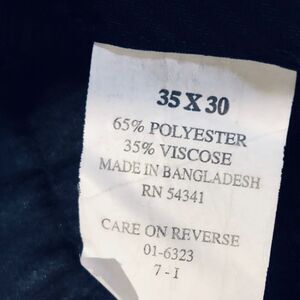 35 X 30
65% POLYESTER
35% VISCOSE
MADE IN BANGLADESH
RN 54341
CARE ON REVERSE
01-6323
7 - I